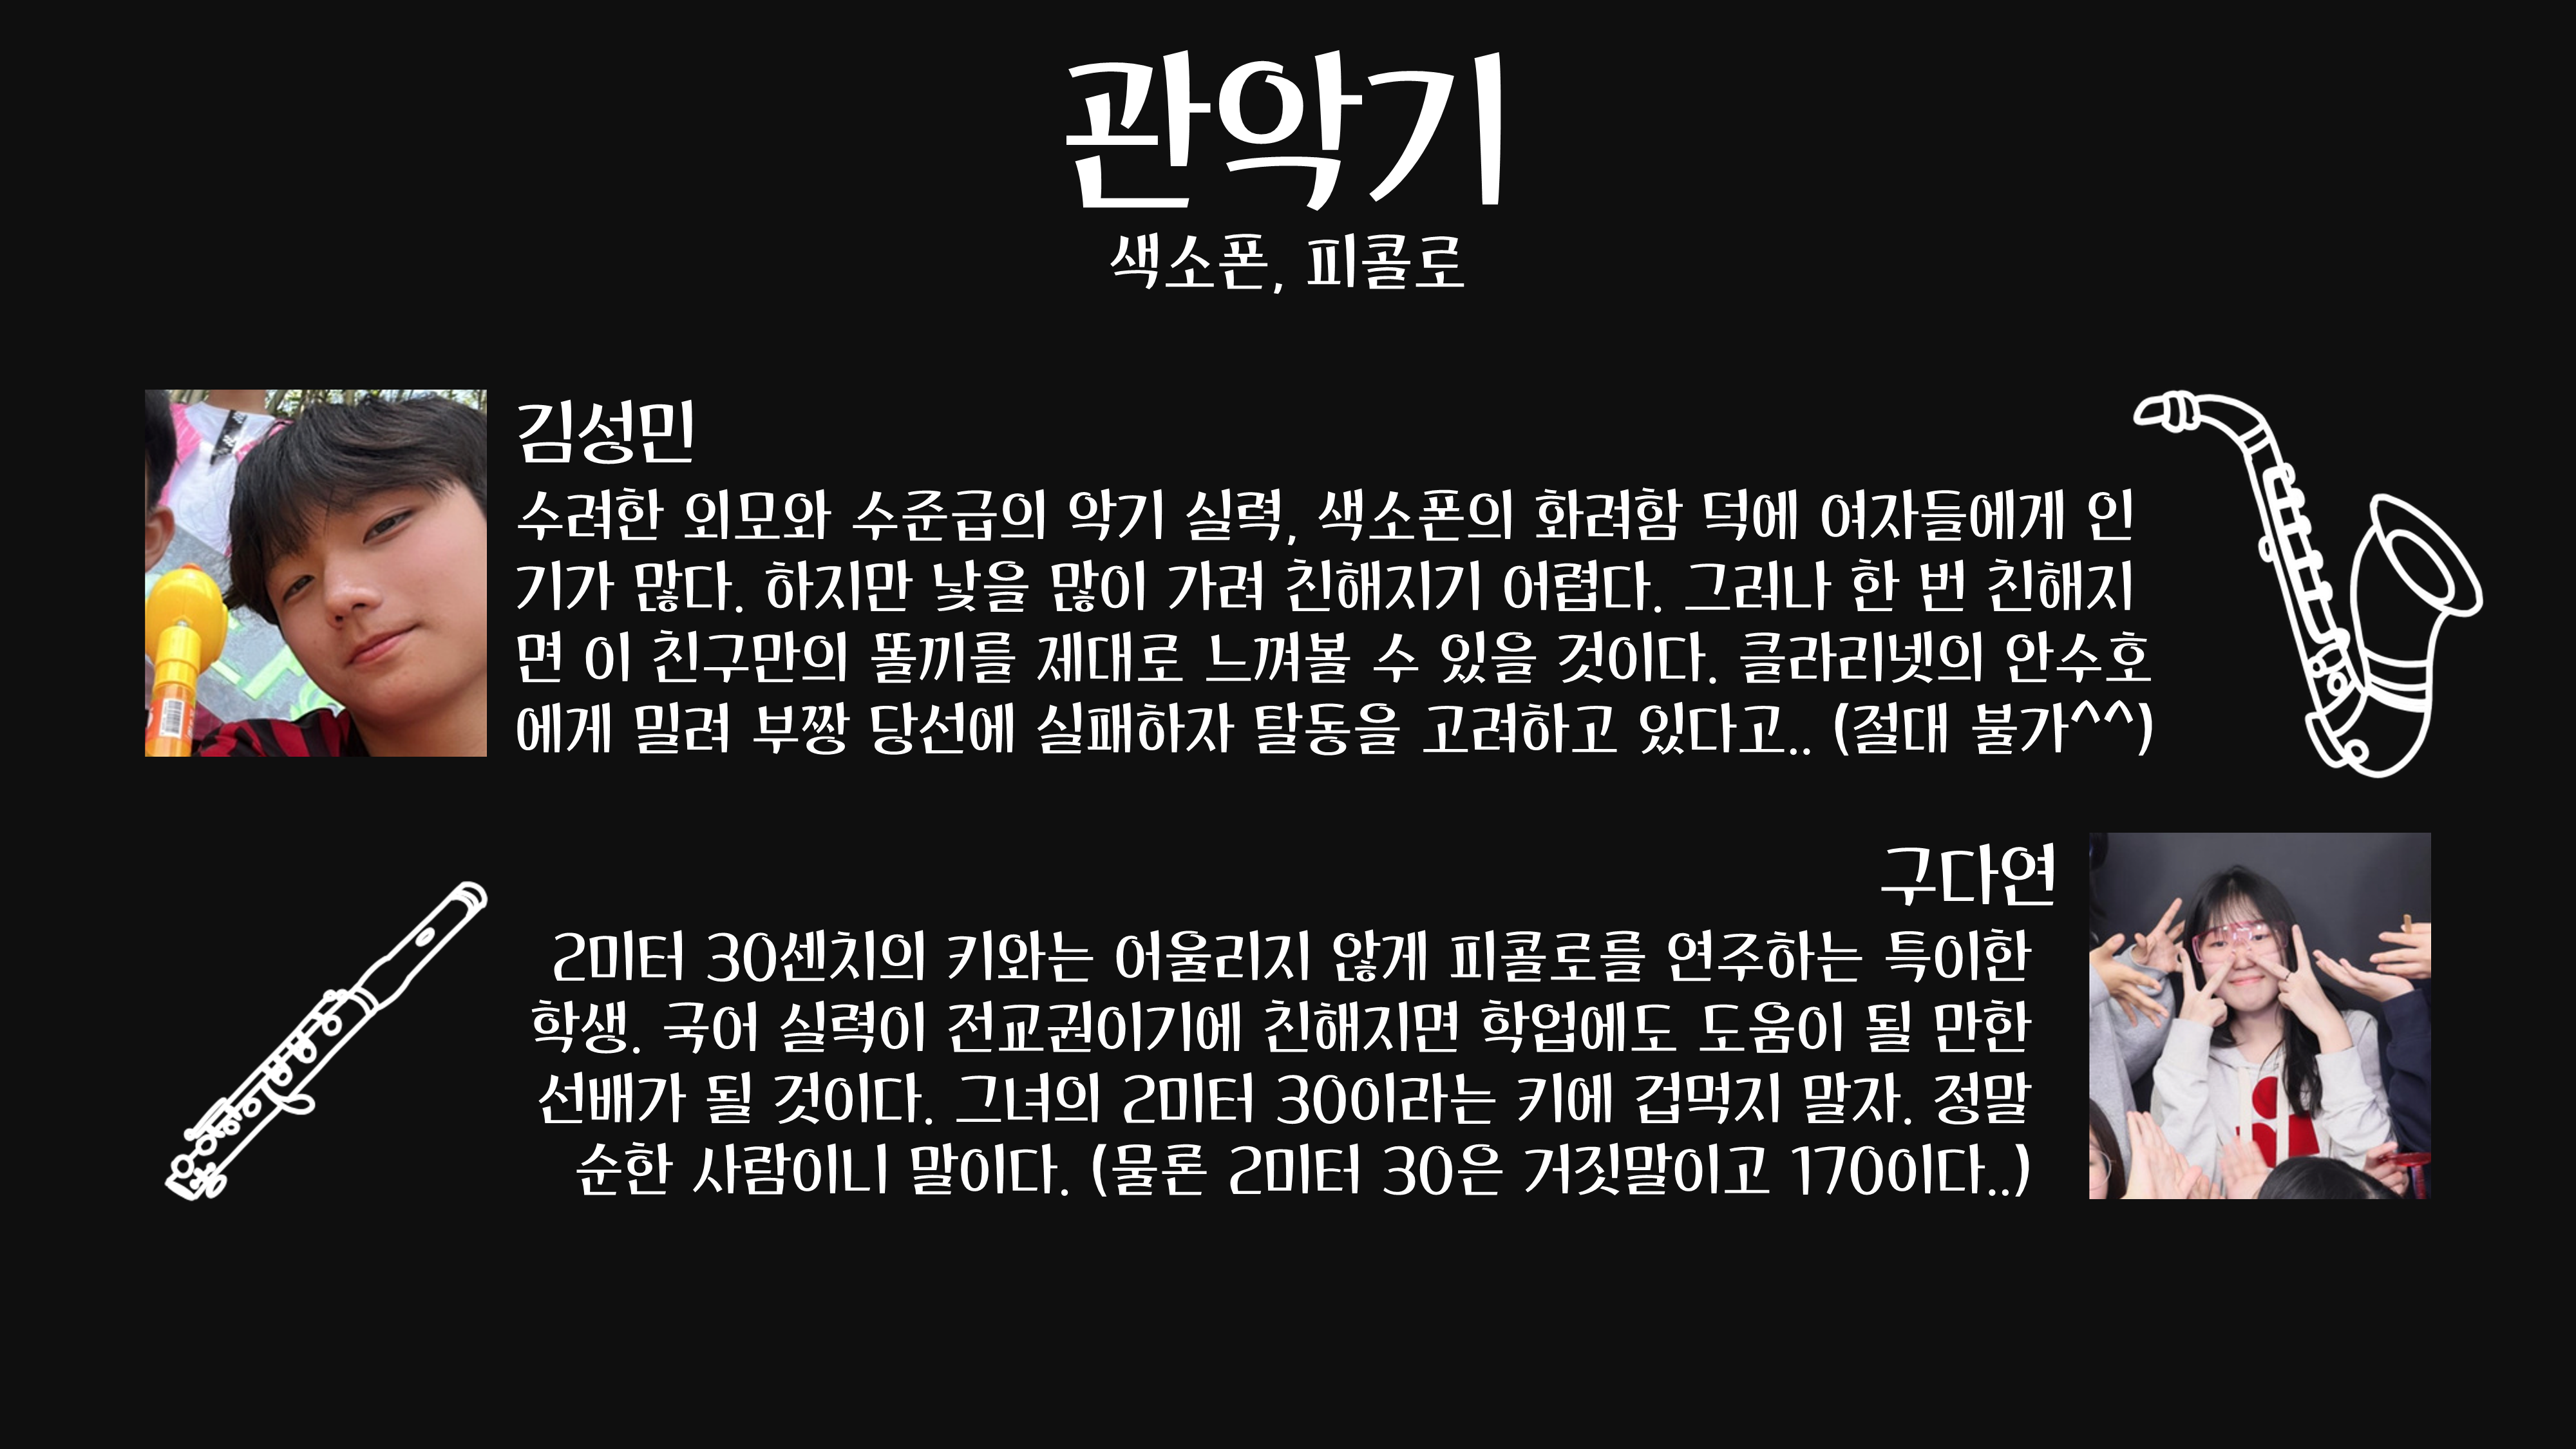 관악기
색소폰, 피콜로
김성민
수려한 외모와 수준급의 악기 실력, 색소폰의 화려함 덕에 여자들에게 인
기가 많다. 하지만 낯을 많이 가려 친해지기 어렵다. 그러나 한 번 친해지
면 이 친구만의 똘끼를 제대로 느껴볼 수 있을 것이다. 클라리넷의 안수호
에게 밀려 부짱 당선에 실패하자 탈동을 고려하고 있다고.. (절대 불가^^)
구다연
2미터 30센치의 키와는 어울리지 않게 피콜로를 연주하는 특이한
학생. 국어 실력이 전교권이기에 친해지면 학업에도 도움이 될 만한
선배가 될 것이다. 그녀의 2미터 30이라는 키에 겁먹지 말자. 정말
순한 사람이니 말이다. (물론 2미터 30은 거짓말이고 170이다..)